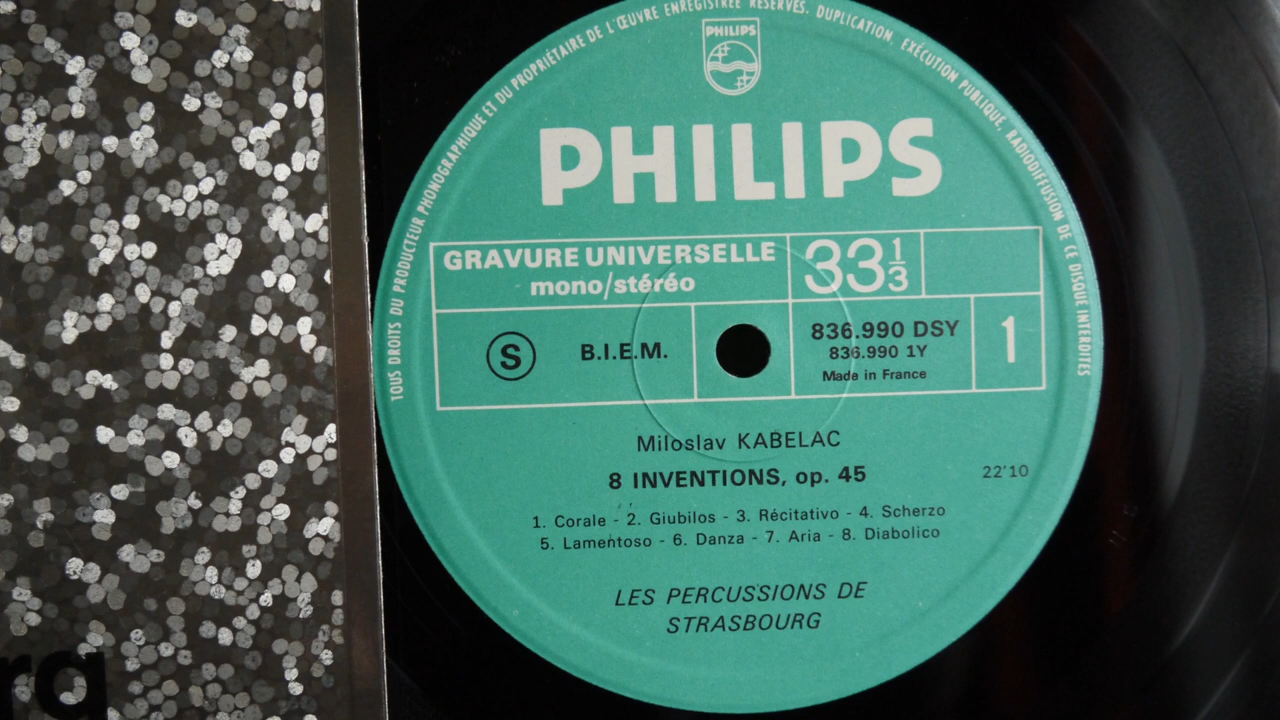 TOUS DROITS DU PRODUCTEUR PHONOGRAPHIQUE ET DU PROPRIÉTAIRE DE L'ŒUVRE ENREGISTRÉE RÉSERVÉS. DUPLICATION, EXÉCUTION PUBLIQUE, RADIODIFFUSION DE CE DISQUE INTERDITES
PHILIPS
PHILIPS
GRAVURE UNIVERSELLE
mono/stéréo
33 1/3
S
B.I.E.M.
836.990 DSY
836.990 1Y
Made in France
1
Miloslav KABELAC
8 INVENTIONS, op. 45
22'10
1. Corale - 2. Giubilos - 3. Récitativo - 4. Scherzo
5. Lamentoso - 6. Danza - 7. Aria - 8. Diabolico
LES PERCUSSIONS DE
STRASBOURG
rg